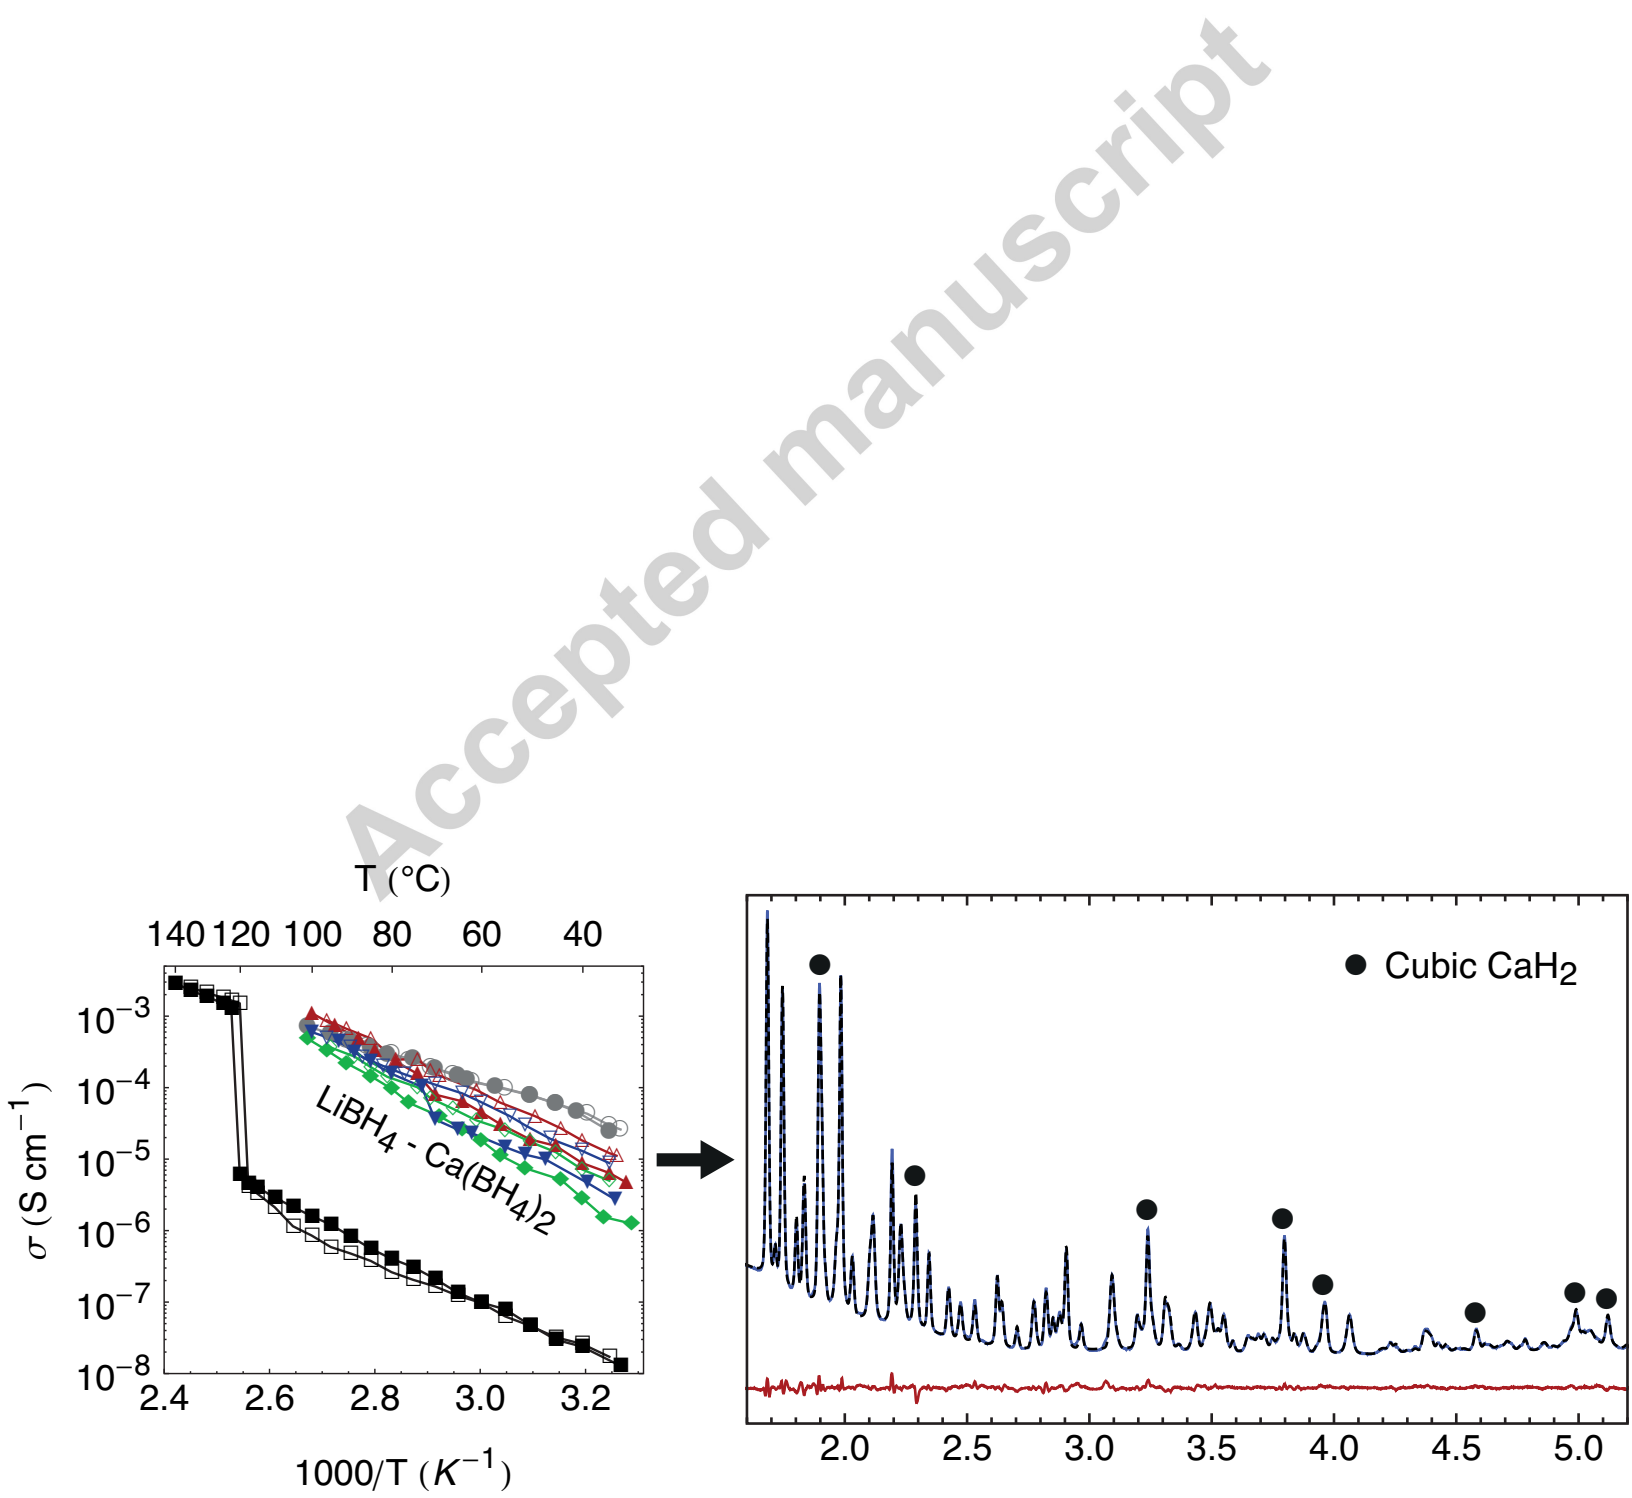 Accepted manuscript
T (°C)
140 120 100 80 60 40
σ (S cm⁻¹)
10⁻³
10⁻⁴
10⁻⁵
10⁻⁶
10⁻⁷
10⁻⁸
LiBH₄ - Ca(BH₄)2
2.4 2.6 2.8 3.0 3.2
1000/T (K⁻¹)
Cubic CaH₂
2.0 2.5 3.0 3.5 4.0 4.5 5.0